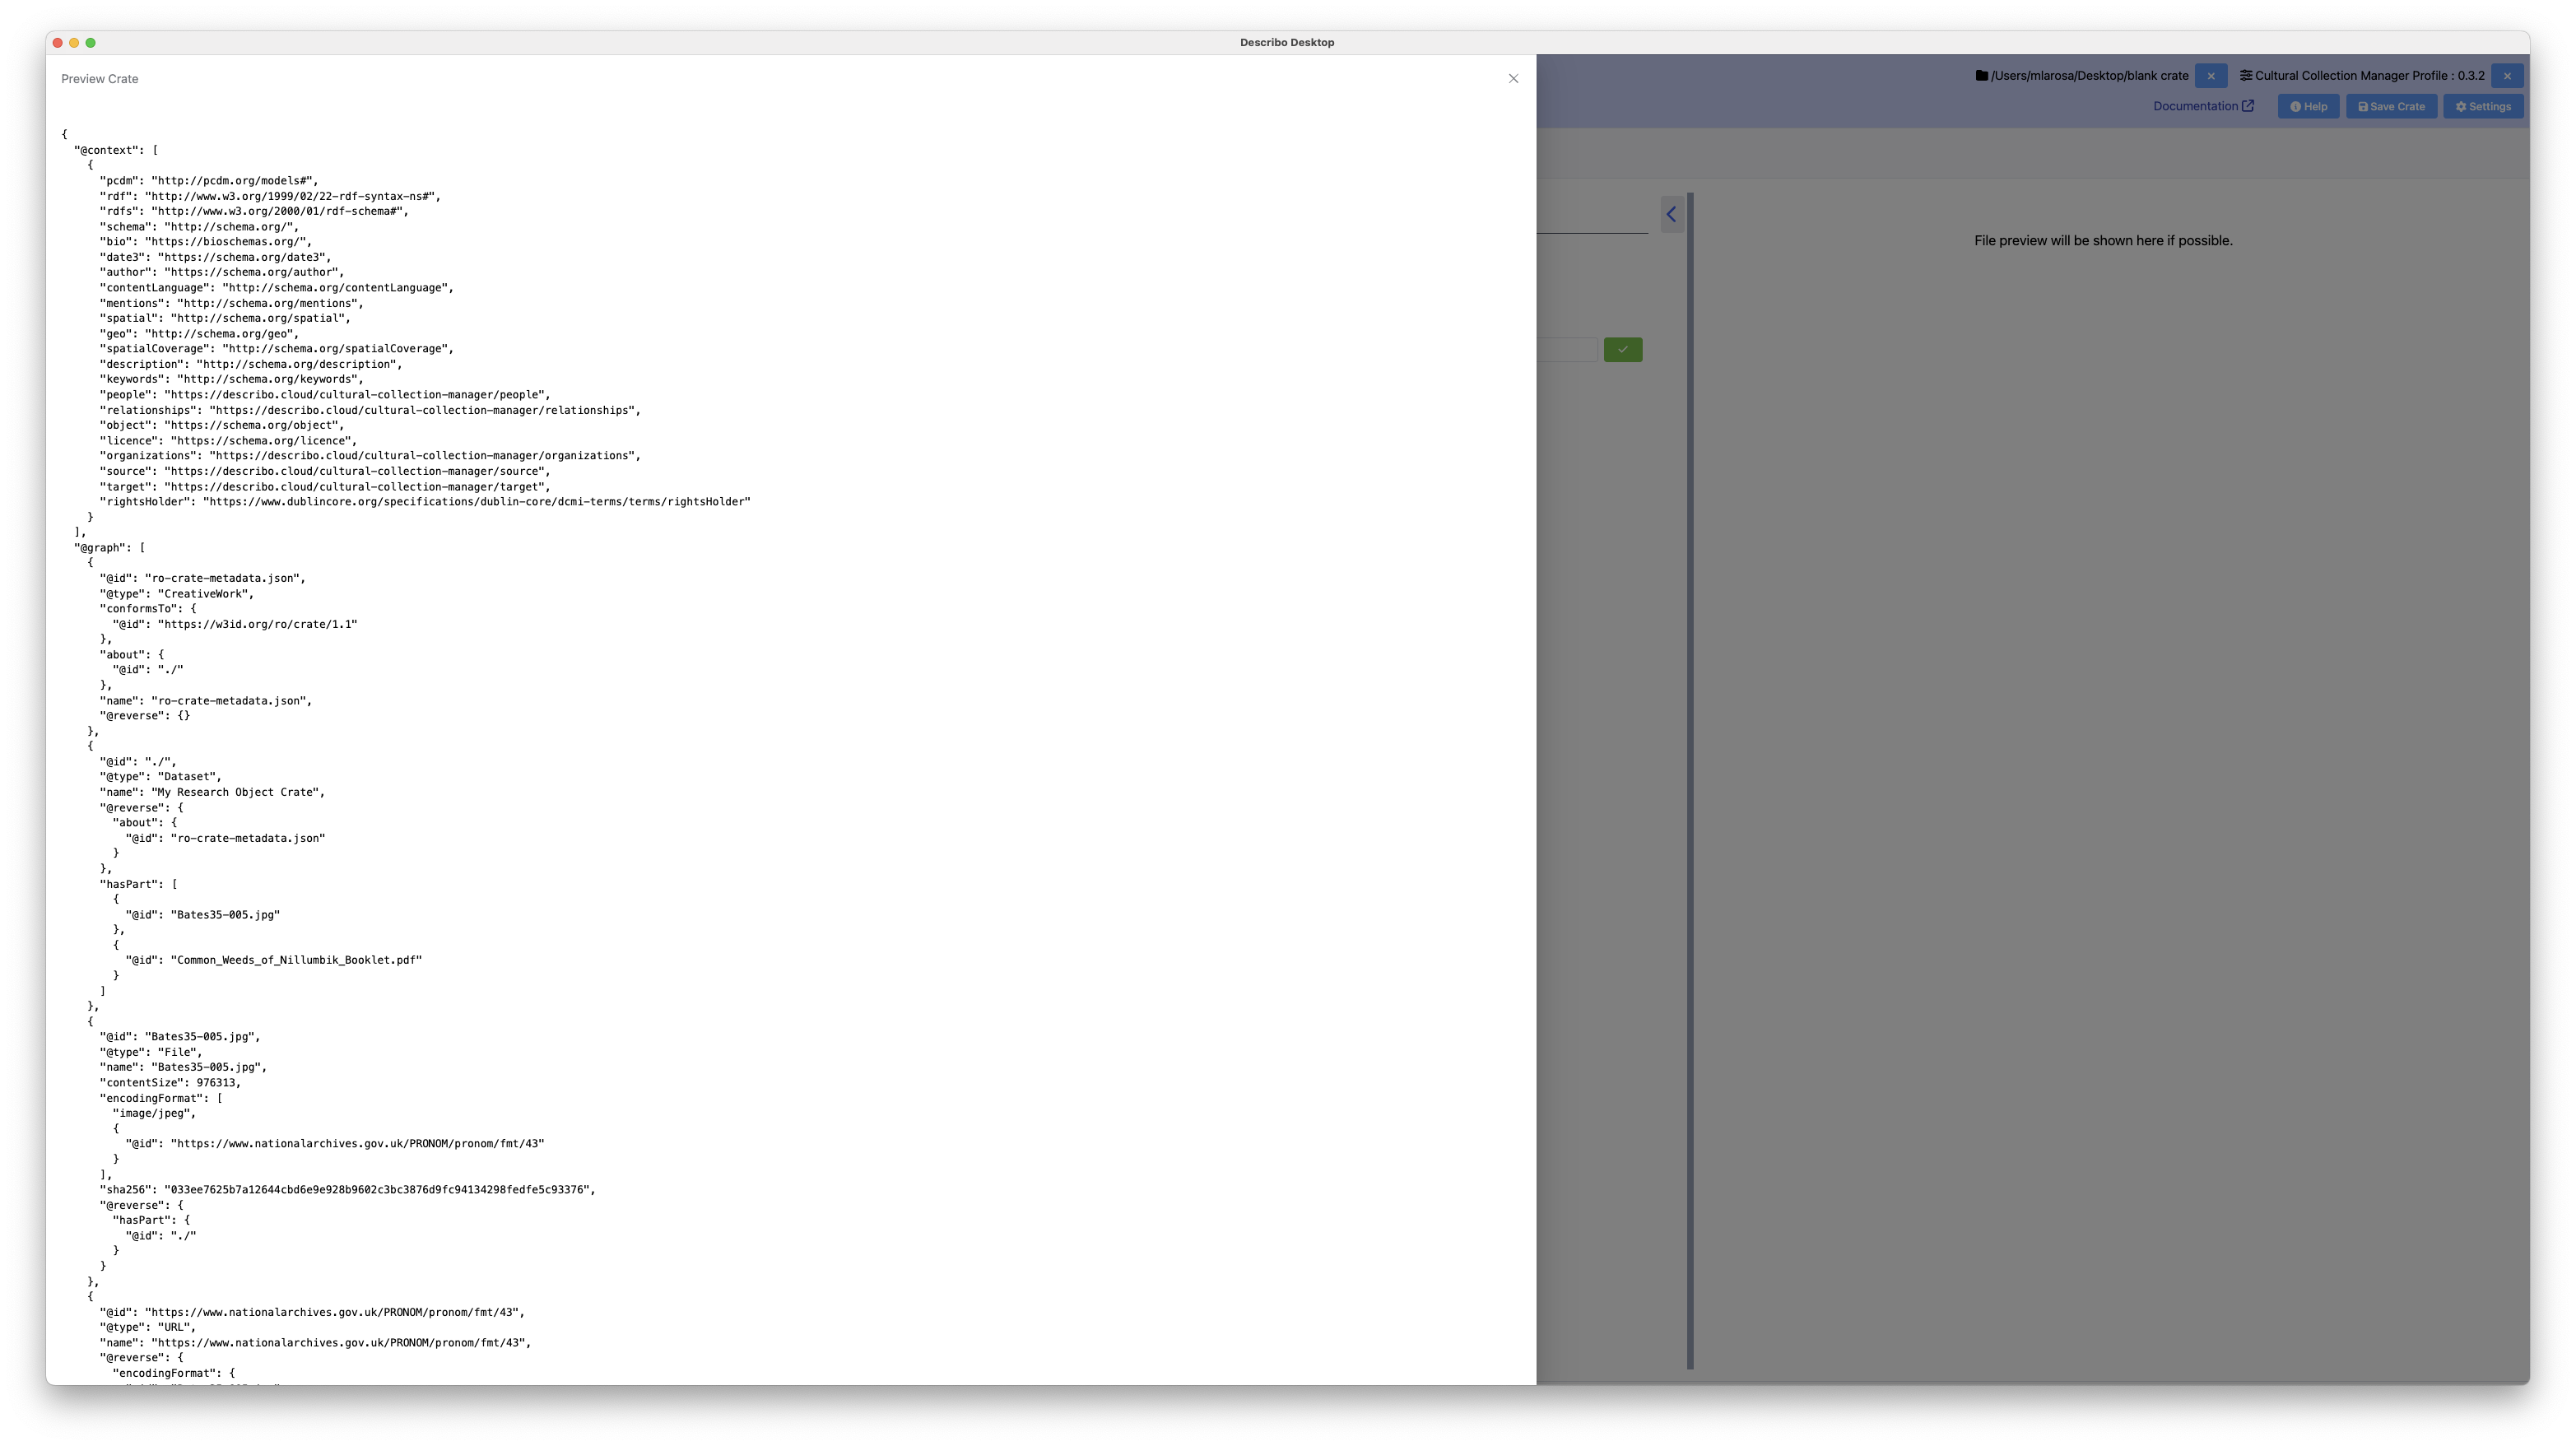 Describo Desktop
Preview Crate
/Users/mlarosa/Desktop/blank crate
Cultural Collection Manager Profile : 0.3.2
Documentation
Help
Save Crate
Settings
{
"@context": [
{
"pcdm": "http://pcdm.org/models#",
"rdf": "http://www.w3.org/1999/02/22-rdf-syntax-ns#",
"rdfs": "http://www.w3.org/2000/01/rdf-schema#",
"schema": "http://schema.org/",
"bio": "https://bioschemas.org/",
"date3": "https://schema.org/date3",
"author": "https://schema.org/author",
"contentLanguage": "http://schema.org/contentLanguage",
"mentions": "http://schema.org/mentions",
"spatial": "http://schema.org/spatial",
"geo": "http://schema.org/geo",
"spatialCoverage": "http://schema.org/spatialCoverage",
"description": "http://schema.org/description",
"keywords": "http://schema.org/keywords",
"people": "https://describo.cloud/cultural-collection-manager/people",
"relationships": "https://describo.cloud/cultural-collection-manager/relationships",
"object": "https://schema.org/object",
"licence": "https://schema.org/licence",
"organizations": "https://describo.cloud/cultural-collection-manager/organizations",
"source": "https://describo.cloud/cultural-collection-manager/source",
"target": "https://describo.cloud/cultural-collection-manager/target",
"rightsHolder": "https://www.dublincore.org/specifications/dublin-core/dcmi-terms/terms/rightsHolder"
}
],
"@graph": [
{
"@id": "ro-crate-metadata.json",
"@type": "CreativeWork",
"conformsTo": {
"@id": "https://w3id.org/ro/crate/1.1"
},
"about": {
"@id": "./"
},
"name": "ro-crate-metadata.json",
"@reverse": {}
},
{
"@id": "./",
"@type": "Dataset",
"name": "My Research Object Crate",
"@reverse": {
"about": {
"@id": "ro-crate-metadata.json"
}
},
"hasPart": [
{
"@id": "Bates35-005.jpg"
},
{
"@id": "Common_Weeds_of_Nillumbik_Booklet.pdf"
}
]
},
{
"@id": "Bates35-005.jpg",
"@type": "File",
"name": "Bates35-005.jpg",
"contentSize": 976313,
"encodingFormat": [
"image/jpeg",
{
"@id": "https://www.nationalarchives.gov.uk/PRONOM/pronom/fmt/43"
}
],
"sha256": "033ee7625b7a12644cbd6e9e928b9602c3bc3876d9fc94134298fedfe5c93376",
"@reverse": {
"hasPart": {
"@id": "./"
}
}
},
{
"@id": "https://www.nationalarchives.gov.uk/PRONOM/pronom/fmt/43",
"@type": "URL",
"name": "https://www.nationalarchives.gov.uk/PRONOM/pronom/fmt/43",
"@reverse": {
"encodingFormat": {
File preview will be shown here if possible.